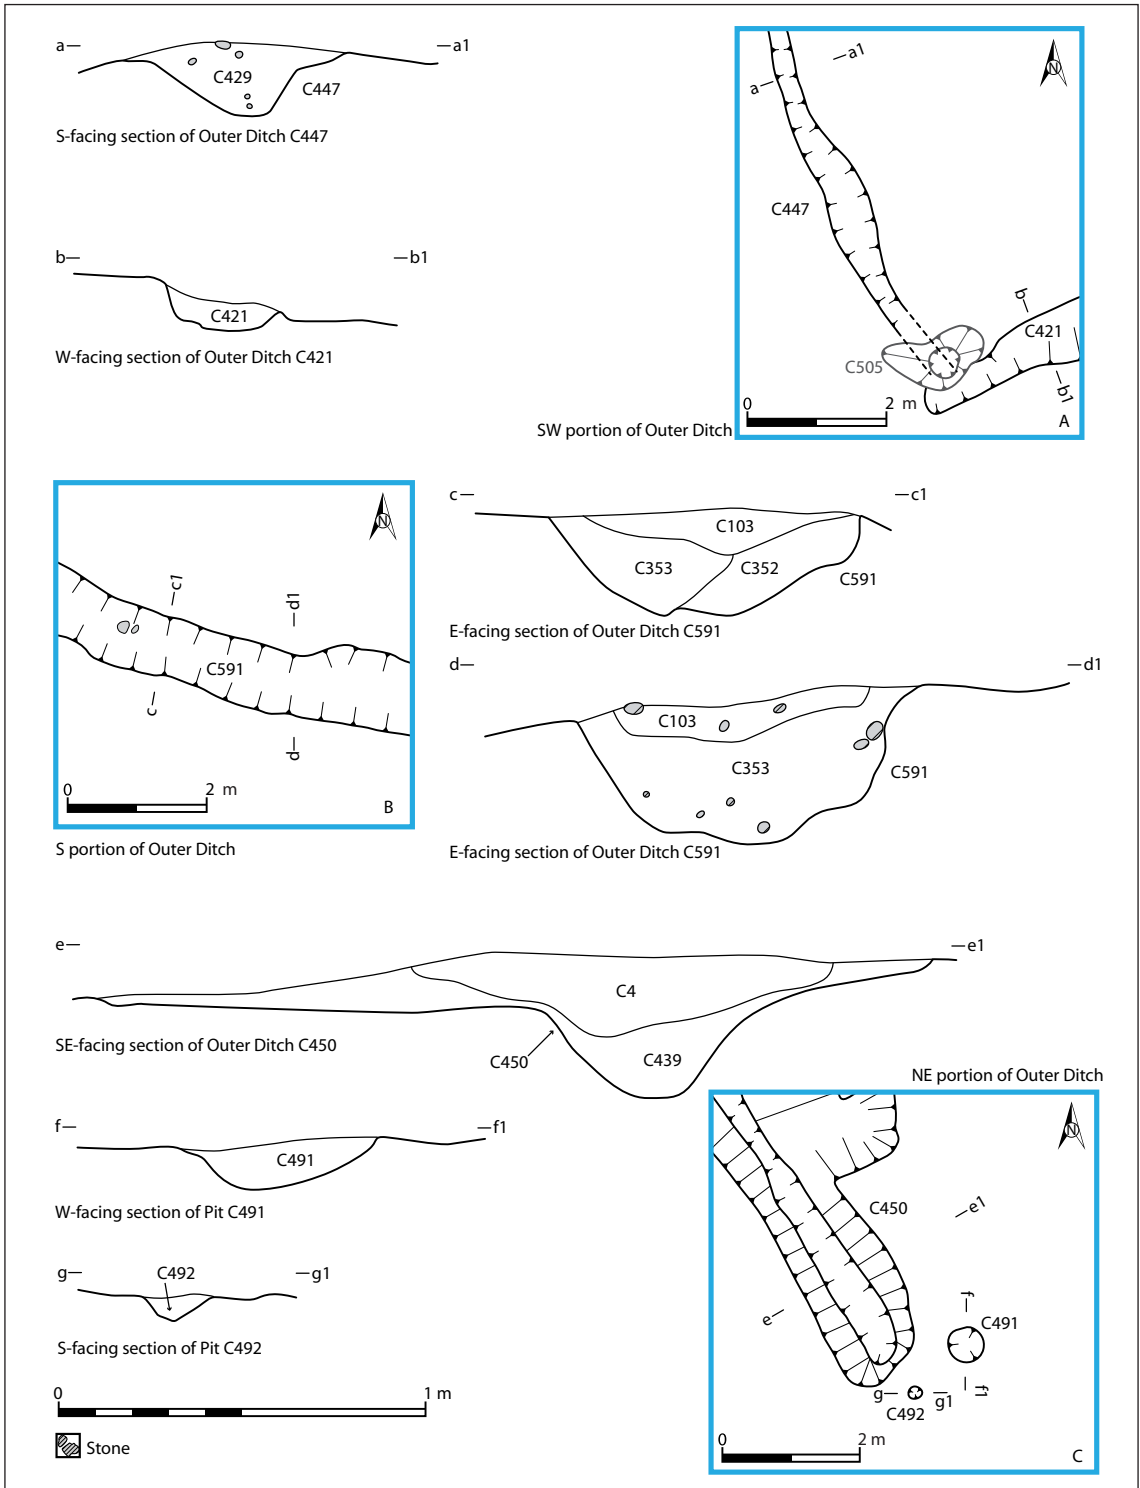 a— —a1
C429
C447
S-facing section of Outer Ditch C447
b— —b1
C421
W-facing section of Outer Ditch C421
N
a1
a
C447
b
C421
C505
b1
0 2 m
A
SW portion of Outer Ditch
N
c1
d1
C591
c
d
0 2 m
B
S portion of Outer Ditch
c— —c1
C103
C353
C352
C591
E-facing section of Outer Ditch C591
d— —d1
C103
C353
C591
E-facing section of Outer Ditch C591
e— —e1
C4
C439
C450
SE-facing section of Outer Ditch C450
f— —f1
C491
W-facing section of Pit C491
g— —g1
C492
S-facing section of Pit C492
0 1 m
Stone
NE portion of Outer Ditch
N
C450
e1
e
f
C491
f1
g— —g1
C492
0 2 m
C